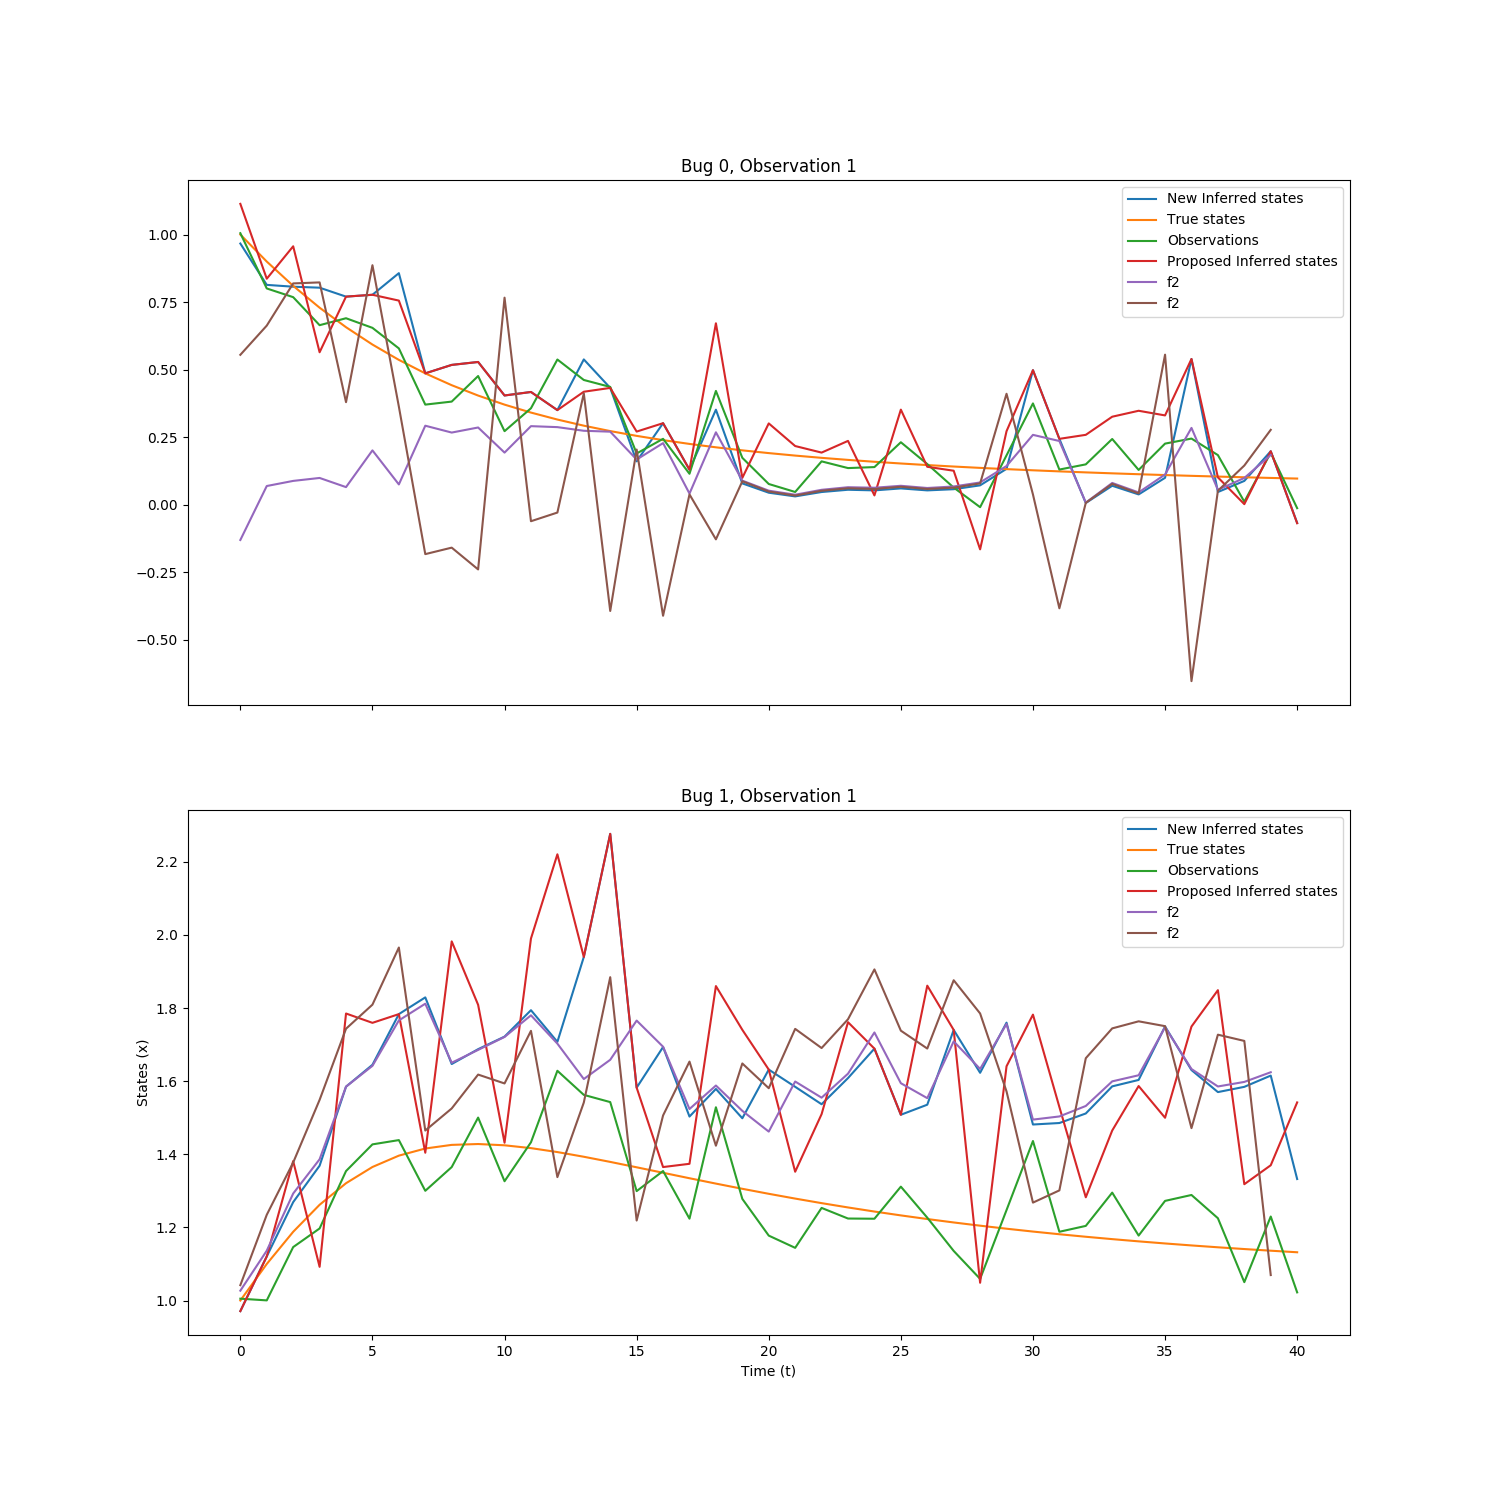 Bug 0, Observation 1
New Inferred states
True states
Observations
Proposed Inferred states
f2
f2
1.00
0.75
0.50
0.25
0.00
−0.25
−0.50
Bug 1, Observation 1
New Inferred states
True states
Observations
Proposed Inferred states
f2
f2
2.2
2.0
1.8
1.6
1.4
1.2
1.0
States (x)
0 5 10 15 20 25 30 35 40
Time (t)